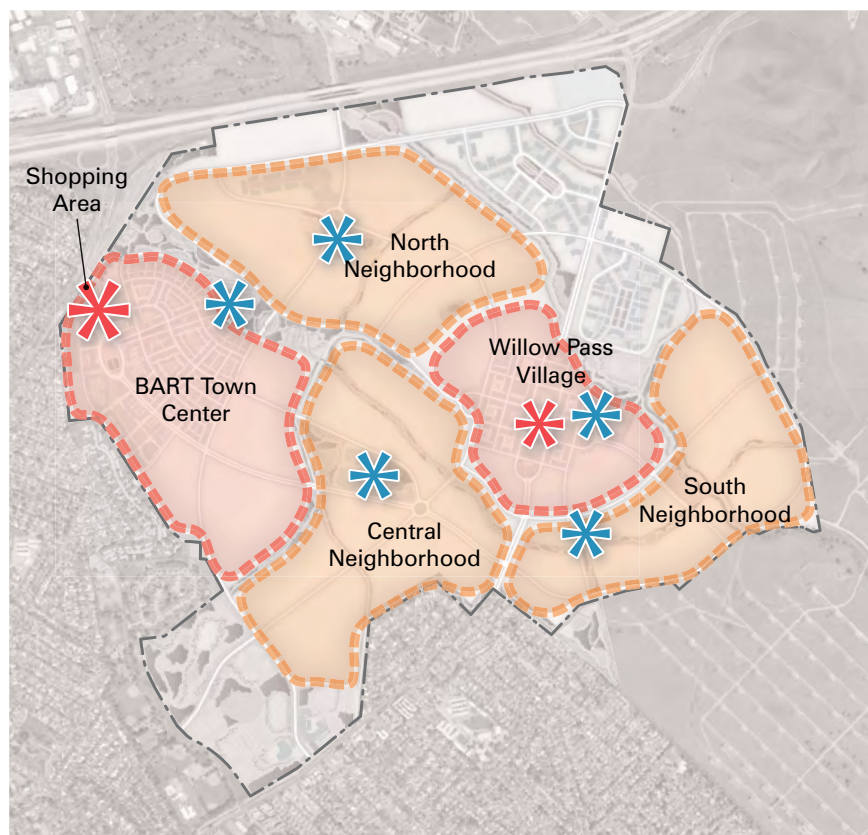 Shopping
Area
North
Neighborhood
Willow Pass
Village
BART Town
Center
South
Neighborhood
Central
Neighborhood